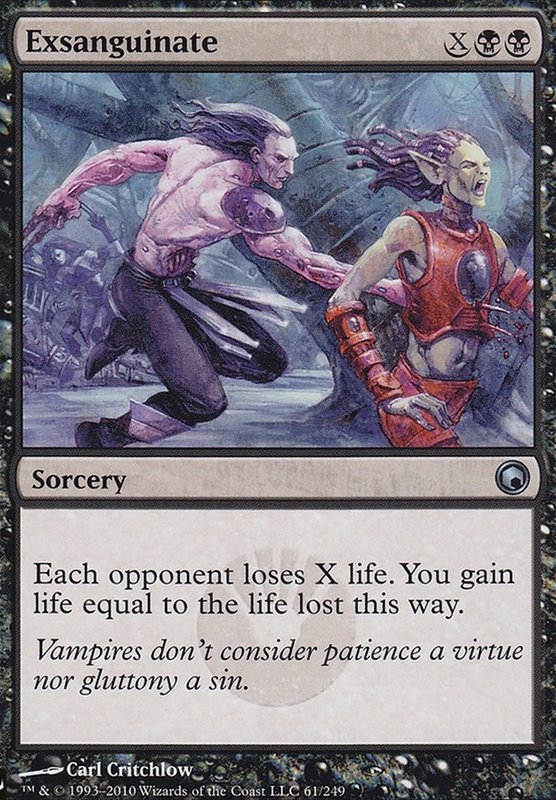 Exsanguinate X
Sorcery
Each opponent loses X life. You gain
life equal to the life lost this way.
Vampires don't consider patience a virtue
nor gluttony a sin.
Carl Critchlow
™ & © 1993–2010 Wizards of the Coast LLC 61/249